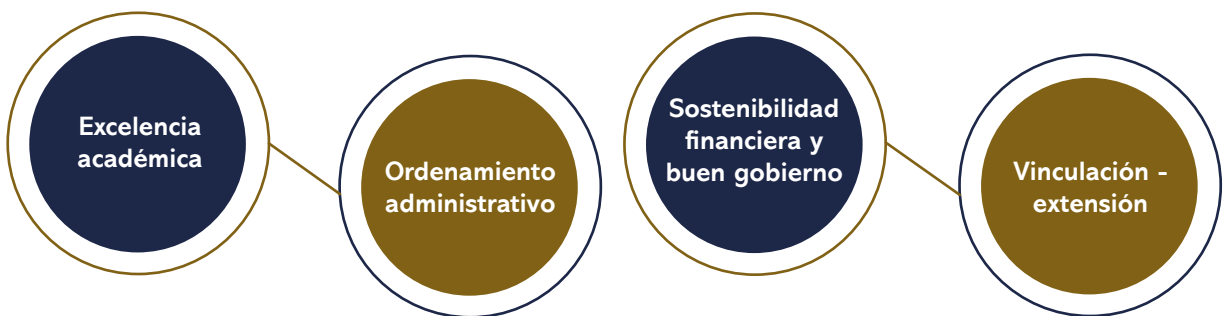 Excelencia
académica
Ordenamiento
administrativo
Sostenibilidad
financiera y
buen gobierno
Vinculación -
extensión